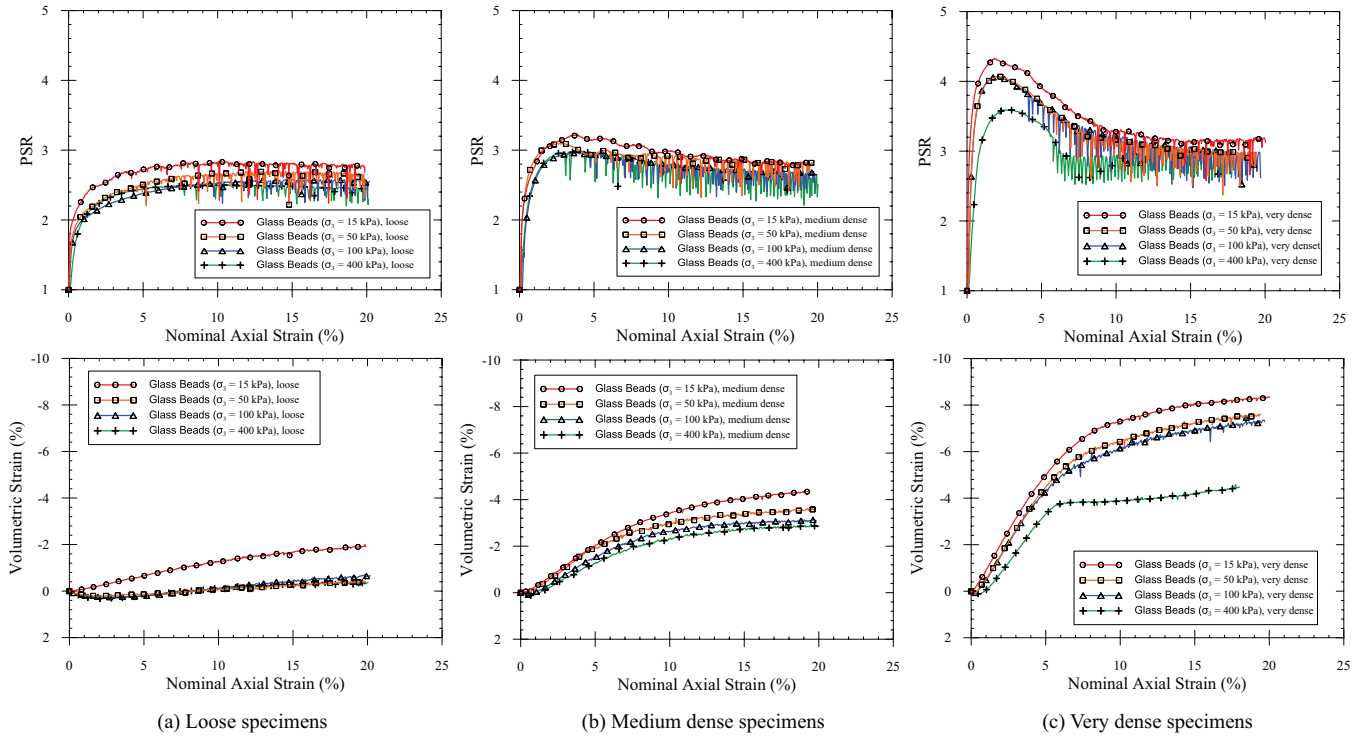 5
4
3
2
1
PSR
0 5 10 15 20 25
Nominal Axial Strain (%)
Glass Beads (σ₃ = 15 kPa), loose
Glass Beads (σ₃ = 50 kPa), loose
Glass Beads (σ₃ = 100 kPa), loose
Glass Beads (σ₃ = 400 kPa), loose
5
4
3
2
1
PSR
0 5 10 15 20 25
Nominal Axial Strain (%)
Glass Beads (σ₃ = 15 kPa), medium dense
Glass Beads (σ₃ = 50 kPa), medium dense
Glass Beads (σ₃ = 100 kPa), medium dense
Glass Beads (σ₃ = 400 kPa), medium dense
5
4
3
2
1
PSR
0 5 10 15 20 25
Nominal Axial Strain (%)
Glass Beads (σ₃ = 15 kPa), very dense
Glass Beads (σ₃ = 50 kPa), very dense
Glass Beads (σ₃ = 100 kPa), very denset
Glass Beads (σ₃ = 400 kPa), very dense
-10
-8
-6
-4
-2
0
2
Volumetric Strain (%)
Glass Beads (σ₃ = 15 kPa), loose
Glass Beads (σ₃ = 50 kPa), loose
Glass Beads (σ₃ = 100 kPa), loose
Glass Beads (σ₃ = 400 kPa), loose
0 5 10 15 20 25
Nominal Axial Strain (%)
(a) Loose specimens
-10
-8
-6
-4
-2
0
2
Volumetric Strain (%)
Glass Beads (σ₃ = 15 kPa), medium dense
Glass Beads (σ₃ = 50 kPa), medium dense
Glass Beads (σ₃ = 100 kPa), medium dense
Glass Beads (σ₃ = 400 kPa), medium dense
0 5 10 15 20 25
Nominal Axial Strain (%)
(b) Medium dense specimens
-10
-8
-6
-4
-2
0
2
Volumetric Strain (%)
Glass Beads (σ₃ = 15 kPa), very dense
Glass Beads (σ₃ = 50 kPa), very dense
Glass Beads (σ₃ = 100 kPa), very dense
Glass Beads (σ₃ = 400 kPa), very dense
0 5 10 15 20 25
Nominal Axial Strain (%)
(c) Very dense specimens